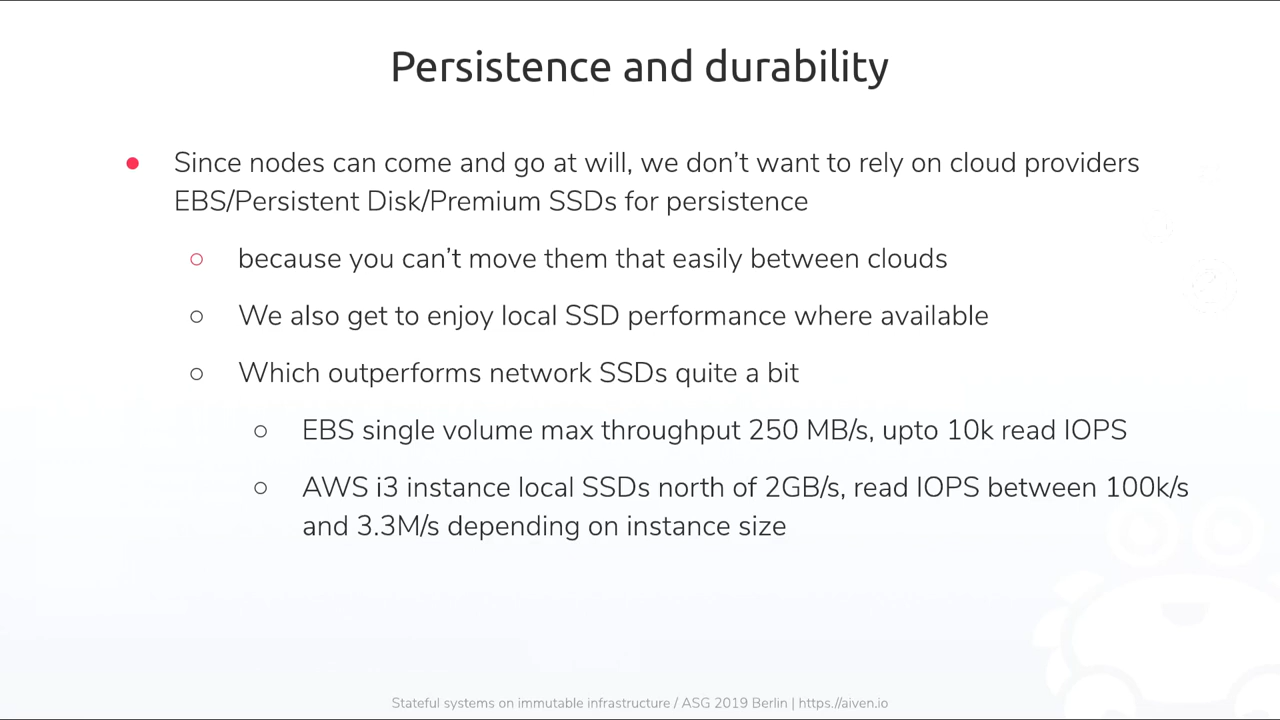 Persistence and durability
● Since nodes can come and go at will, we don’t want to rely on cloud providers
EBS/Persistent Disk/Premium SSDs for persistence
○ because you can’t move them that easily between clouds
○ We also get to enjoy local SSD performance where available
○ Which outperforms network SSDs quite a bit
○ EBS single volume max throughput 250 MB/s, upto 10k read IOPS
○ AWS i3 instance local SSDs north of 2GB/s, read IOPS between 100k/s
and 3.3M/s depending on instance size
Stateful systems on immutable infrastructure / ASG 2019 Berlin | https://aiven.io